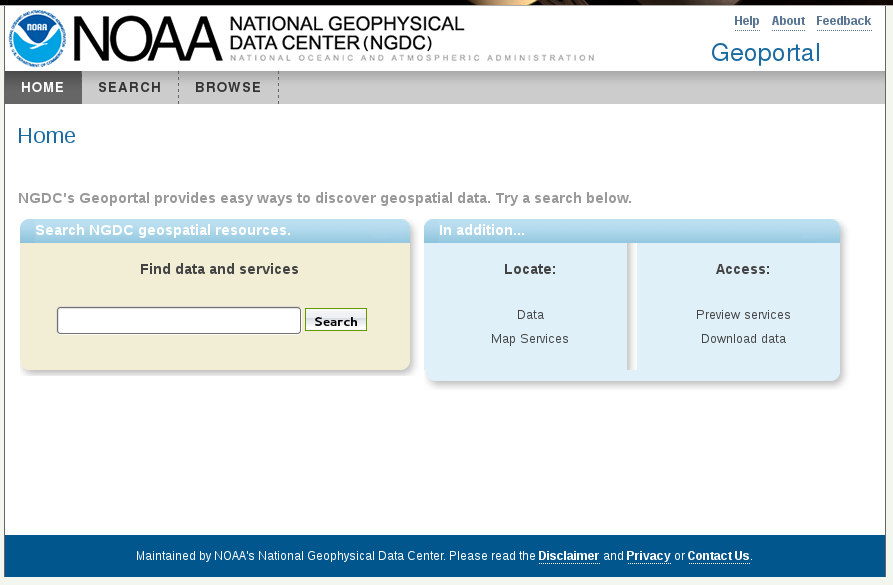 NOAA
NATIONAL GEOPHYSICAL
DATA CENTER (NGDC)
NATIONAL OCEANIC AND ATMOSPHERIC ADMINISTRATION
Help About Feedback
Geoportal
HOME SEARCH BROWSE
Home
NGDC's Geoportal provides easy ways to discover geospatial data. Try a search below.
Search NGDC geospatial resources.
Find data and services
Search
In addition...
Locate:
Data
Map Services
Access:
Preview services
Download data
Maintained by NOAA's National Geophysical Data Center. Please read the Disclaimer and Privacy or Contact Us.